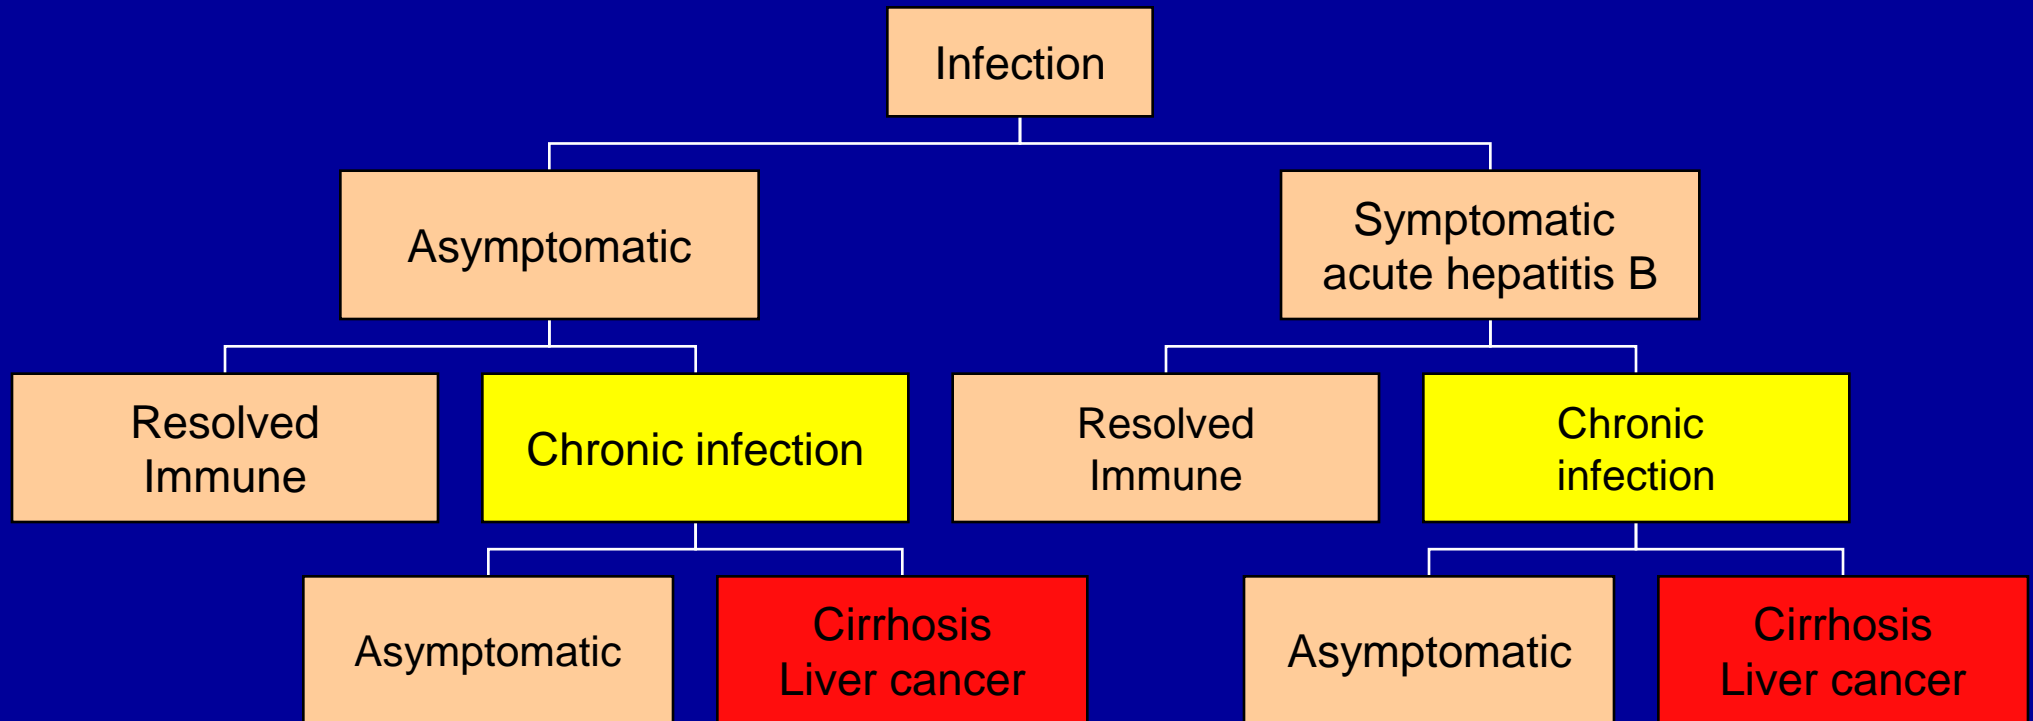 Infection
Asymptomatic
Symptomatic
acute hepatitis B
Resolved
Immune
Chronic infection
Resolved
Immune
Chronic
infection
Asymptomatic
Cirrhosis
Liver cancer
Asymptomatic
Cirrhosis
Liver cancer